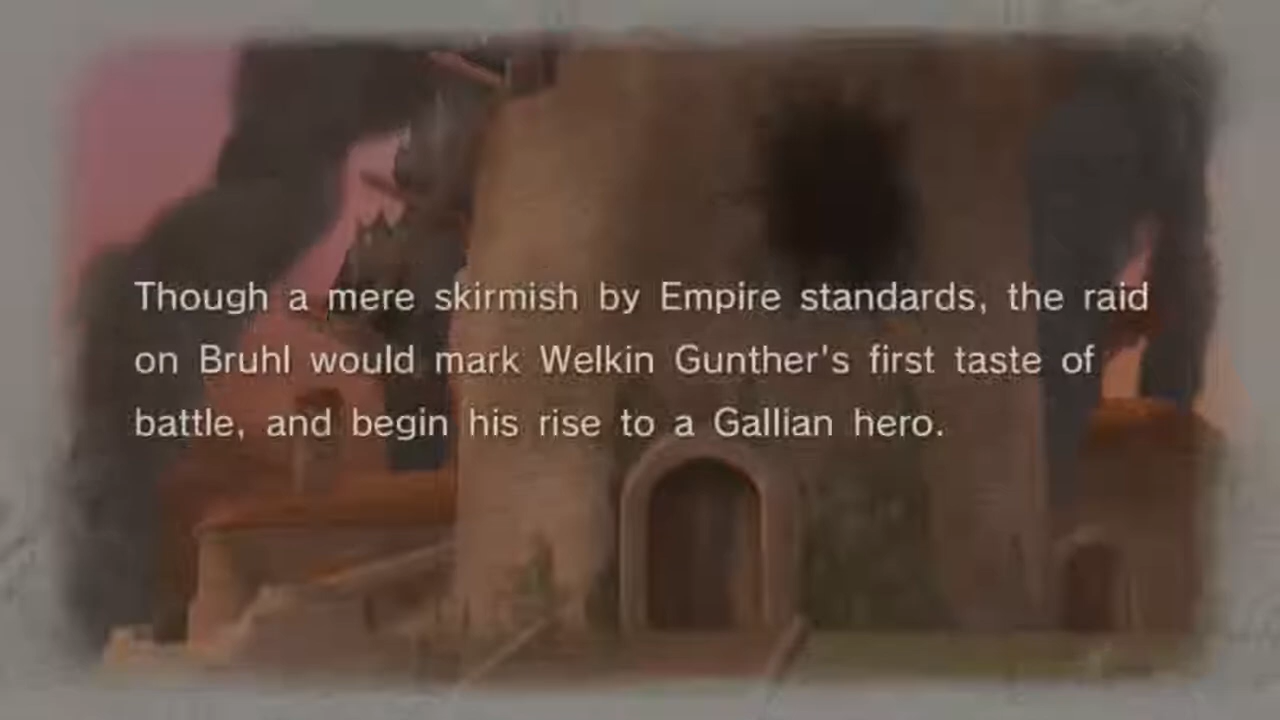 Though a mere skirmish by Empire standards, the raid
on Bruhl would mark Welkin Gunther's first taste of
battle, and begin his rise to a Gallian hero.